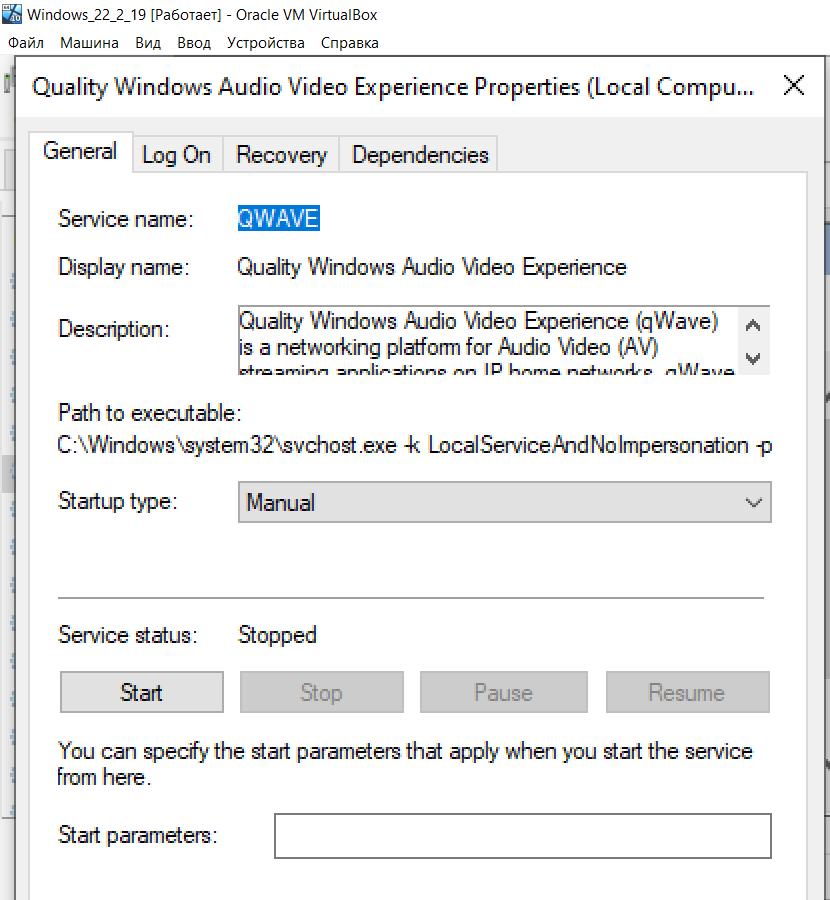 Windows_22_2_19 [Работает] - Oracle VM VirtualBox
Файл Машина Вид Ввод Устройства Справка
Quality Windows Audio Video Experience Properties (Local Compu...
General Log On Recovery Dependencies
Service name: QWAVE
Display name: Quality Windows Audio Video Experience
Description: Quality Windows Audio Video Experience (qWave)
is a networking platform for Audio Video (AV)
streaming applications on IP home networks. qWave
Path to executable:
C:\Windows\system32\svchost.exe -k LocalServiceAndNoImpersonation -p
Startup type: Manual
Service status: Stopped
Start Stop Pause Resume
You can specify the start parameters that apply when you start the service
from here.
Start parameters: